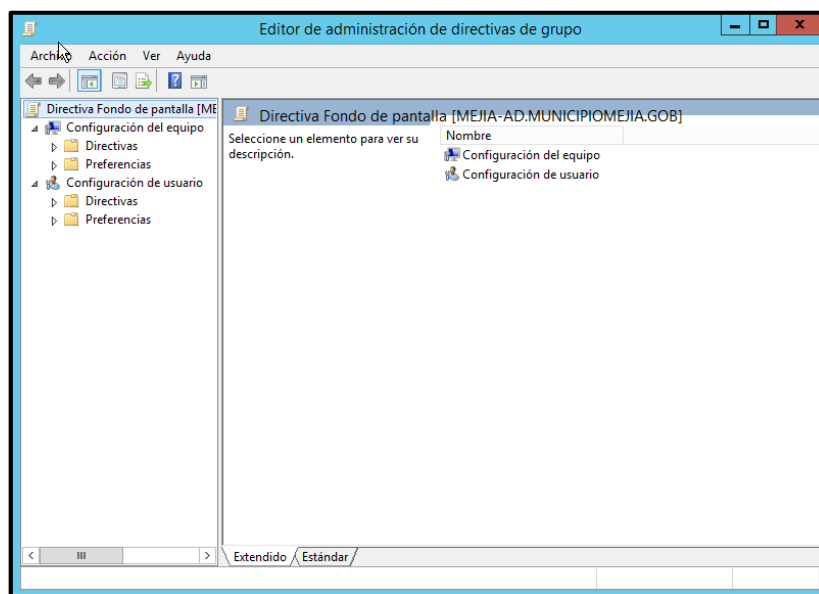 Editor de administración de directivas de grupo
Archivo Acción Ver Ayuda
Directiva Fondo de pantalla [ME
Configuración del equipo
Directivas
Preferencias
Configuración de usuario
Directivas
Preferencias
Directiva Fondo de pantalla [MEJIA-AD.MUNICIPIOMEJIA.GOB]
Seleccione un elemento para ver su
descripción.
Nombre
Configuración del equipo
Configuración de usuario
Extendido Estándar